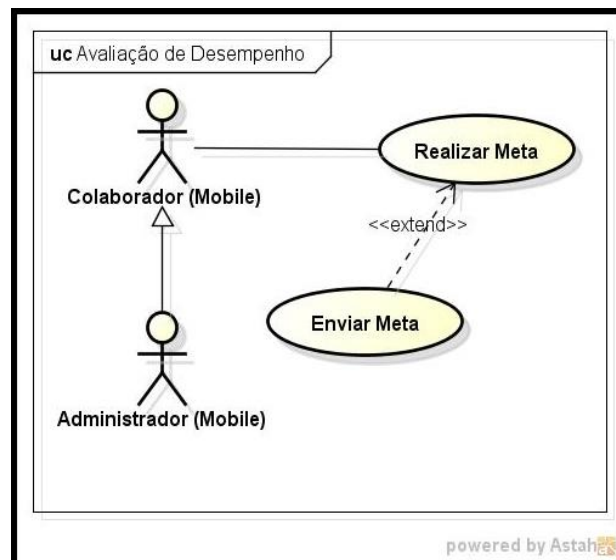 uc Avaliação de Desempenho
Realizar Meta
Colaborador (Mobile)
<<extend>>
Enviar Meta
Administrador (Mobile)
powered by Astah